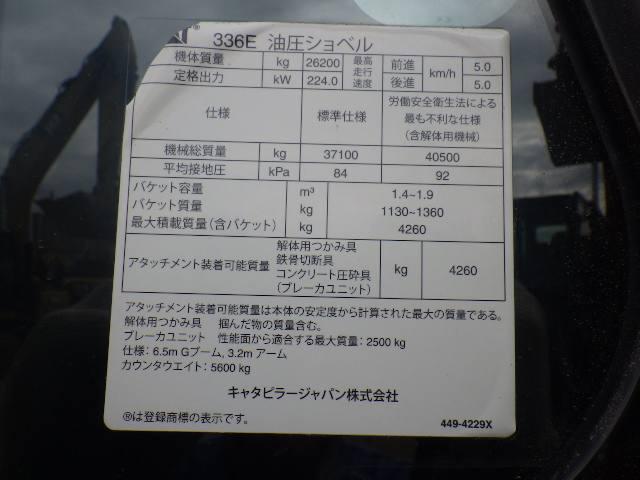 336E 油圧ショベル
機体質量 kg 26200 最高走行速度 前進 km/h 5.0
定格出力 kW 224.0 後進 5.0
仕様 標準仕様 労働安全衛生法による
最も不利な仕様
(含解体用機械)
機械総質量 kg 37100 40500
平均接地圧 kPa 84 92
バケット容量 m³ 1.4~1.9
バケット質量 kg 1130~1360
最大積載質量(含バケット) kg 4260
アタッチメント装着可能質量 解体用つかみ具 kg 4260
鉄骨切断具
コンクリート圧砕具
(ブレーカユニット)
アタッチメント装着可能質量は本体の安定度から計算された最大の質量である。
解体用つかみ具 掴んだ物の質量含む。
ブレーカユニット 性能面から適合する最大質量: 2500 kg
仕様: 6.5m Gブーム, 3.2m アーム
カウンタウエイト: 5600 kg
キャタピラージャパン株式会社
®は登録商標の表示です。
449-4229X